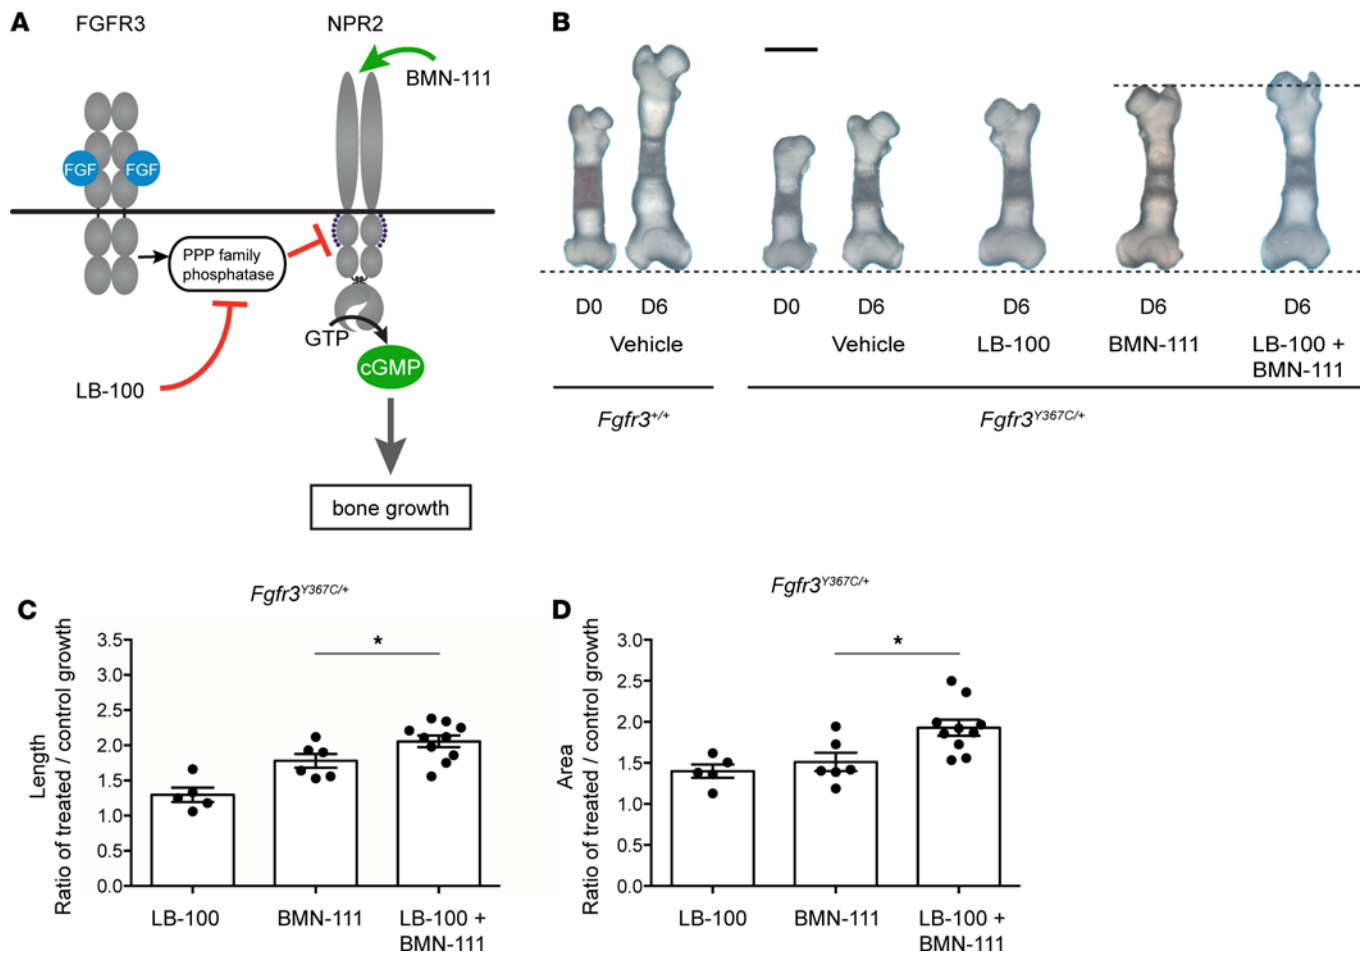 A
FGFR3
NPR2
BMN-111
FGF
FGF
PPP family
phosphatase
GTP
cGMP
LB-100
bone growth
B
D0
D6
D0
D6
D6
D6
D6
Vehicle
Vehicle
LB-100
BMN-111
LB-100 +
BMN-111
Fgfr3+/+
Fgfr3Y367C/+
C
Fgfr3Y367C/+
Length
Ratio of treated / control growth
3.5
3.0
2.5
2.0
1.5
1.0
0.5
0.0
*
LB-100
BMN-111
LB-100 +
BMN-111
D
Fgfr3Y367C/+
Area
Ratio of treated / control growth
3.0
2.5
2.0
1.5
1.0
0.5
0.0
*
LB-100
BMN-111
LB-100 +
BMN-111